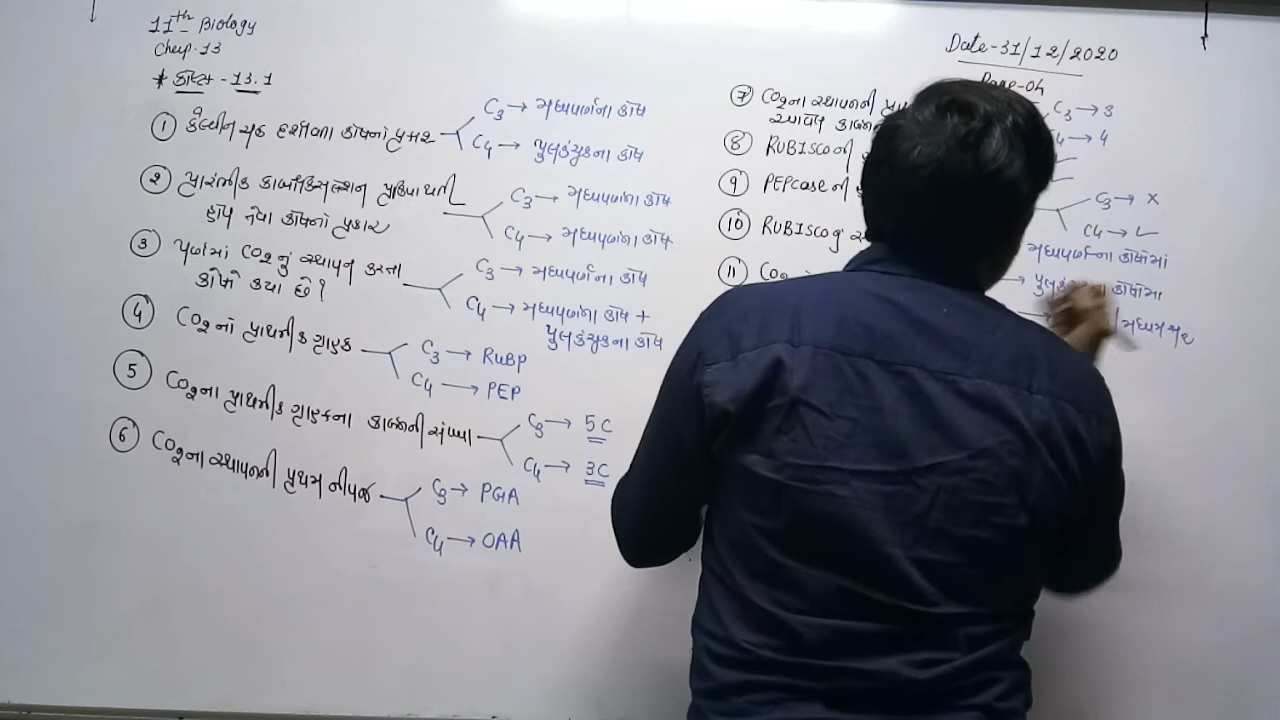 11th Biology
Chap-13
* કોષ્ટક - 13.1
① કેલ્વીન ચક્ર દર્શાવતા કોષનાં પ્રકાર
C3 → મધ્યપર્ણના કોષ
C4 → પુલકંચુકના કોષ
② પ્રારંભીક કાર્બોક્સિલેશન પ્રક્રિયા થતી
હોય તેવા કોષનાં પ્રકાર
C3 → મધ્યપર્ણના કોષ
C4 → મધ્યપર્ણના કોષ
③ પર્ણમાં CO2નું સ્થાપન કરતા
કોષો કયા છે?
C3 → મધ્યપર્ણના કોષ
C4 → મધ્યપર્ણના કોષ +
પુલકંચુકના કોષ
④ CO2નાં પ્રાથમીક ગ્રાહક
C3 → RUBP
C4 → PEP
⑤ CO2ના પ્રાથમીક ગ્રાહકના કાર્બનની સંખ્યા
C3 → 5C
C4 → 3C
⑥ CO2ના સ્થાપનની પ્રથમ નીપજ
C3 → PGA
C4 → OAA
Date-31/12/2020
Page-04
⑦ CO2ના સ્થાપનની
C3 → 3
→ 4
⑧ RUBISCOની
⑨ PEPcaseની
C3 → x
C4 → ✓
⑩ RUBISCOનું
મધ્યપર્ણના કોષોમાં
→ કોષોમાં
⑪ CO2